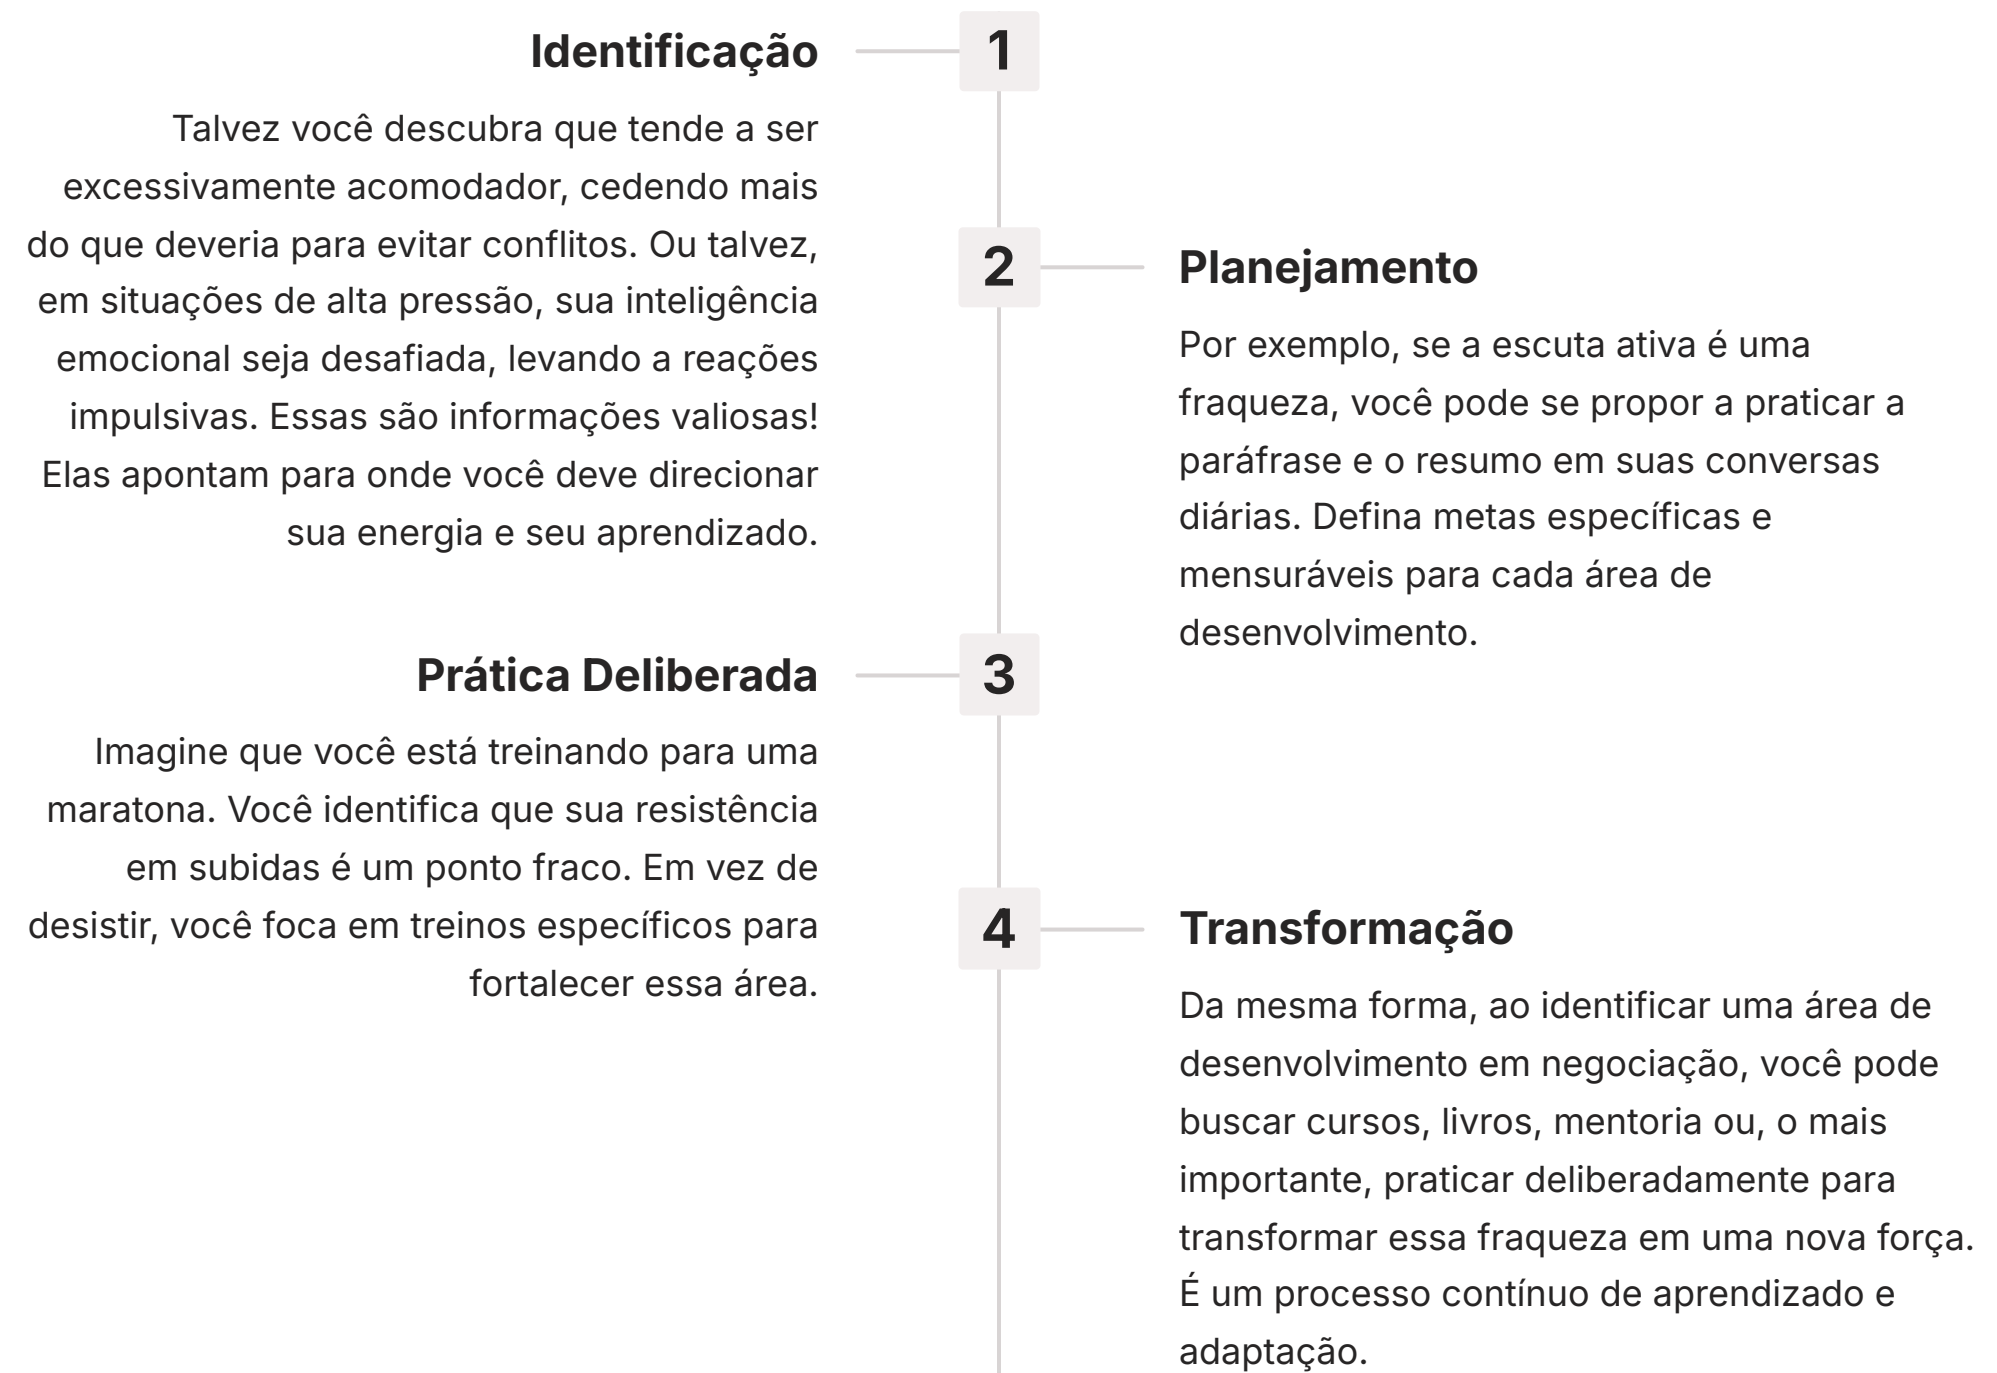 1
Identificação
Talvez você descubra que tende a ser
excessivamente acomodador, cedendo mais
do que deveria para evitar conflitos. Ou talvez,
em situações de alta pressão, sua inteligência
emocional seja desafiada, levando a reações
impulsivas. Essas são informações valiosas!
Elas apontam para onde você deve direcionar
sua energia e seu aprendizado.
2
Planejamento
Por exemplo, se a escuta ativa é uma
fraqueza, você pode se propor a praticar a
paráfrase e o resumo em suas conversas
diárias. Defina metas específicas e
mensuráveis para cada área de
desenvolvimento.
3
Prática Deliberada
Imagine que você está treinando para uma
maratona. Você identifica que sua resistência
em subidas é um ponto fraco. Em vez de
desistir, você foca em treinos específicos para
fortalecer essa área.
4
Transformação
Da mesma forma, ao identificar uma área de
desenvolvimento em negociação, você pode
buscar cursos, livros, mentoria ou, o mais
importante, praticar deliberadamente para
transformar essa fraqueza em uma nova força.
É um processo contínuo de aprendizado e
adaptação.